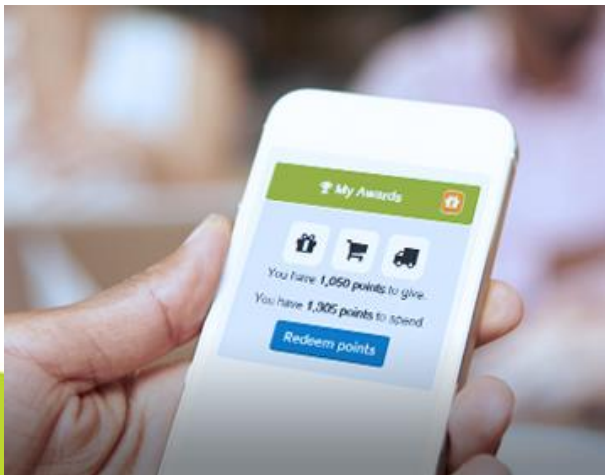 My Awards
You have 1,050 points to give.
You have 1,305 points to spend.
Redeem points